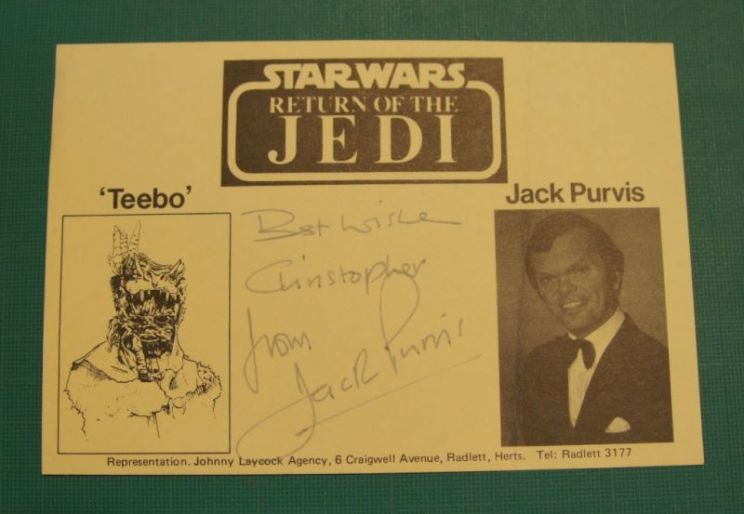 STAR WARS
RETURN OF THE
JEDI
'Teebo'
Jack Purvis
Best wishe
Christopher
from
Jack Purvis
Representation. Johnny Laycock Agency, 6 Craigwell Avenue, Radlett, Herts. Tel: Radlett 3177